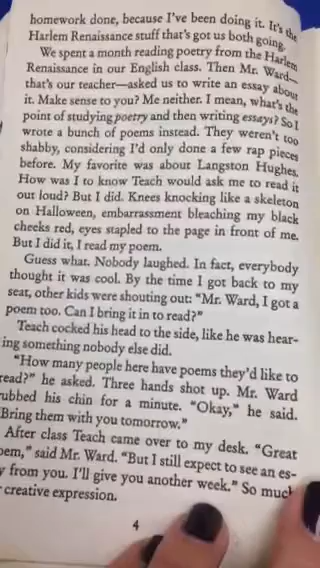 homework done, because I've been doing it. It's the
Harlem Renaissance stuff that's got us both going.
We spent a month reading poetry from the Harlem
Renaissance in our English class. Then Mr. Ward—
that's our teacher—asked us to write an essay about
it. Make sense to you? Me neither. I mean, what's the
point of studying poetry and then writing essays? So I
wrote a bunch of poems instead. They weren't too
shabby, considering I'd only done a few rap pieces
before. My favorite was about Langston Hughes.
How was I to know Teach would ask me to read it
out loud? But I did. Knees knocking like a skeleton
on Halloween, embarrassment bleaching my black
cheeks red, eyes stapled to the page in front of me.
But I did it, I read my poem.
Guess what. Nobody laughed. In fact, everybody
thought it was cool. By the time I got back to my
seat, other kids were shouting out: "Mr. Ward, I got a
poem too. Can I bring it in to read?"
Teach cocked his head to the side, like he was hear-
ing something nobody else did.
"How many people here have poems they'd like to
read?" he asked. Three hands shot up. Mr. Ward
rubbed his chin for a minute. "Okay," he said.
"Bring them with you tomorrow."
After class Teach came over to my desk. "Great
poem," said Mr. Ward. "But I still expect to see an es-
y from you. I'll give you another week." So much
r creative expression.
4